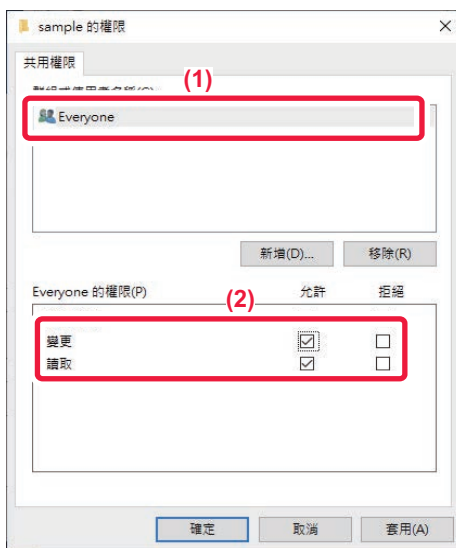 sample 的權限
共用權限
(1)
Everyone
新增(D)...
移除(R)
Everyone 的權限(P)
(2)
允許
拒絕
變更
讀取
確定
取消
套用(A)